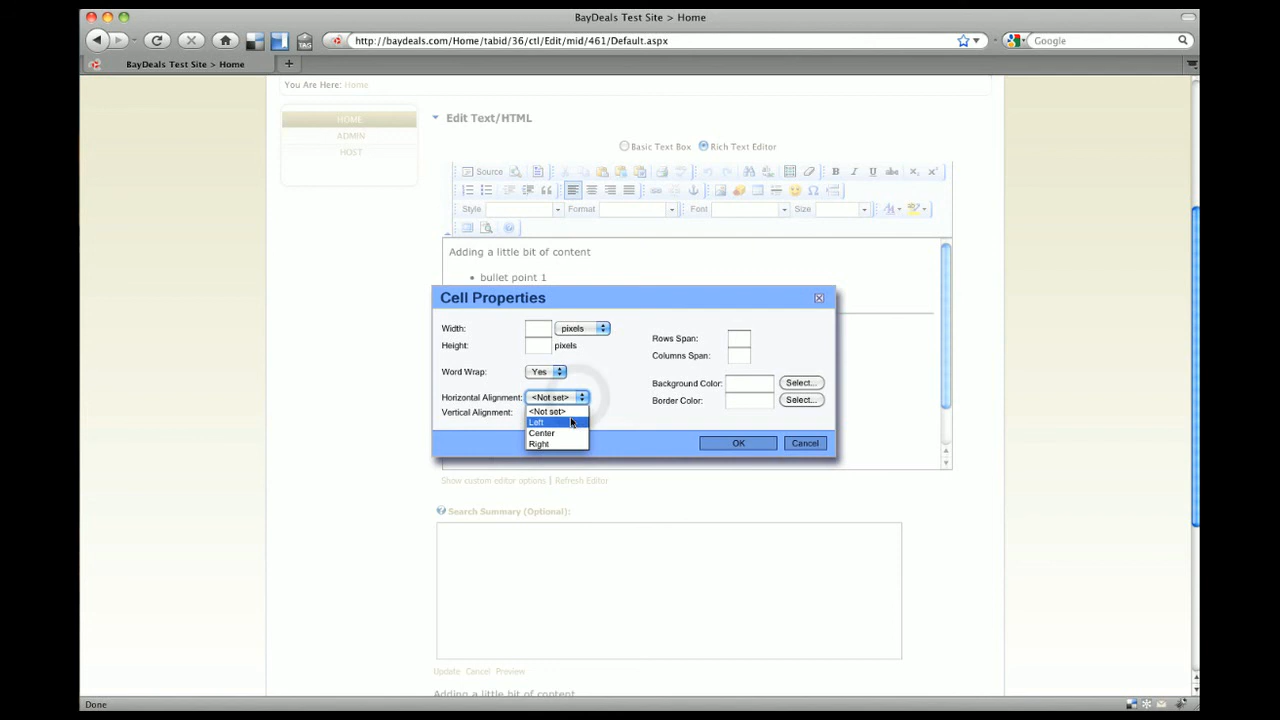 BayDeals Test Site > Home
http://baydeals.com/Home/tabid/36/ctl/Edit/mid/461/Default.aspx
Google
BayDeals Test Site > Home
You Are Here: Home
HOME
ADMIN
HOST
Edit Text/HTML
Basic Text Box
Rich Text Editor
Source
B I U abc x₂ x²
Style
Format
Font
Size
Adding a little bit of content
• bullet point 1
Cell Properties
Width:
pixels
Height:
pixels
Word Wrap:
Yes
Horizontal Alignment:
<Not set>
Vertical Alignment:
<Not set>
Left
Center
Right
Rows Span:
Columns Span:
Background Color:
Select...
Border Color:
Select...
OK
Cancel
Show custom editor options | Refresh Editor
Search Summary (Optional):
Update Cancel Preview
Adding a little bit of content
Done